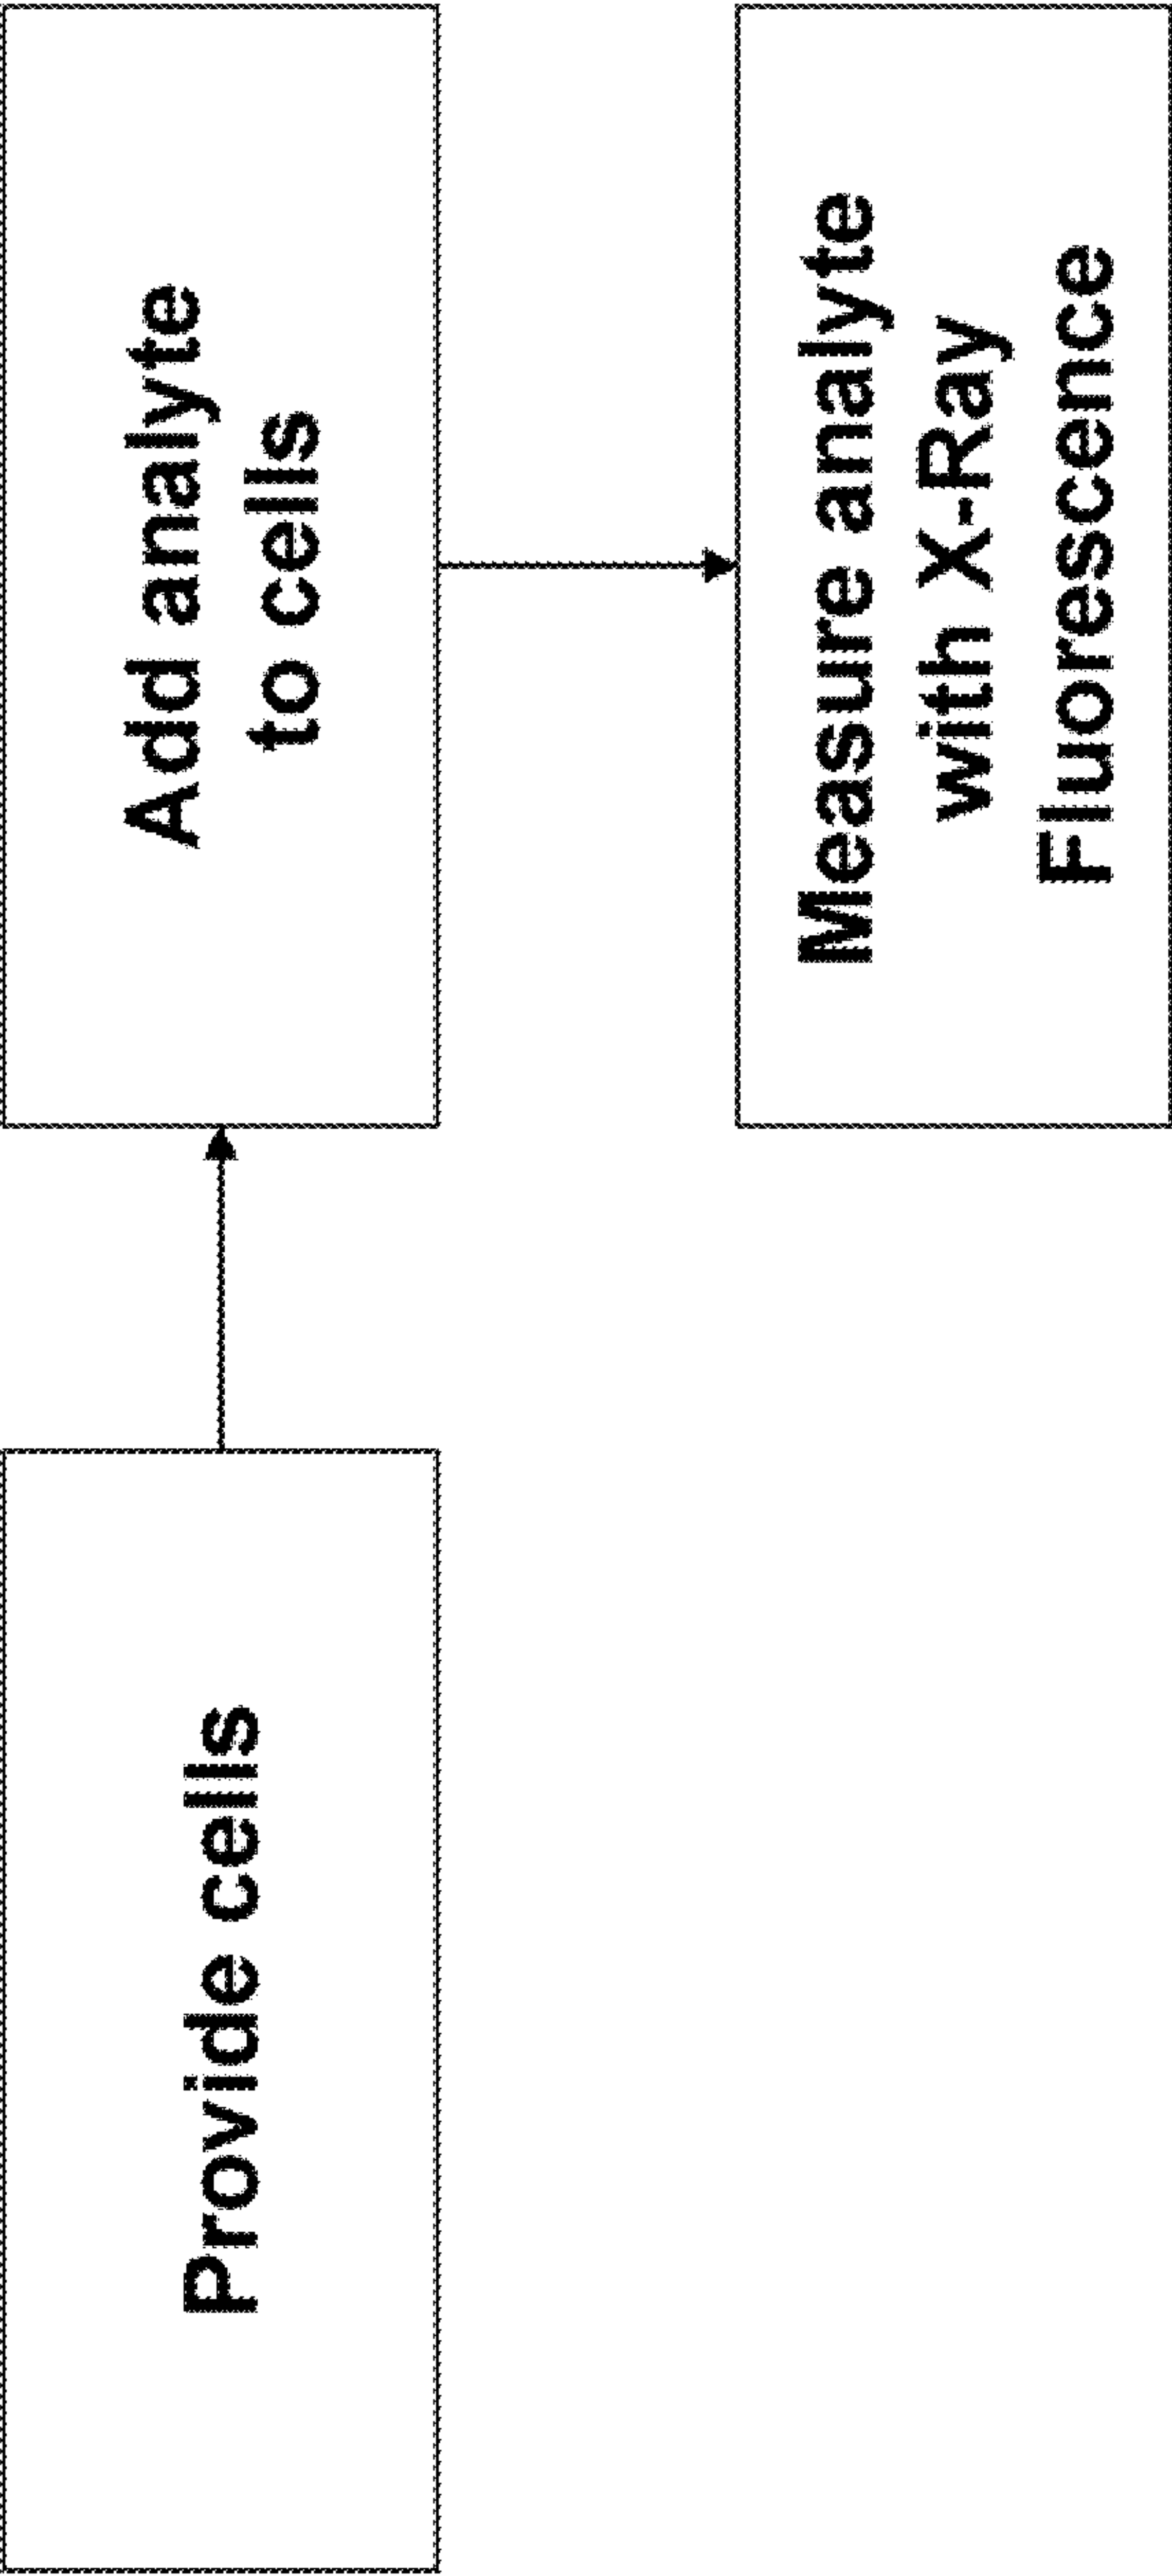 Provide cells
Add analyte
to cells
Measure analyte
with X-Ray
Fluorescence